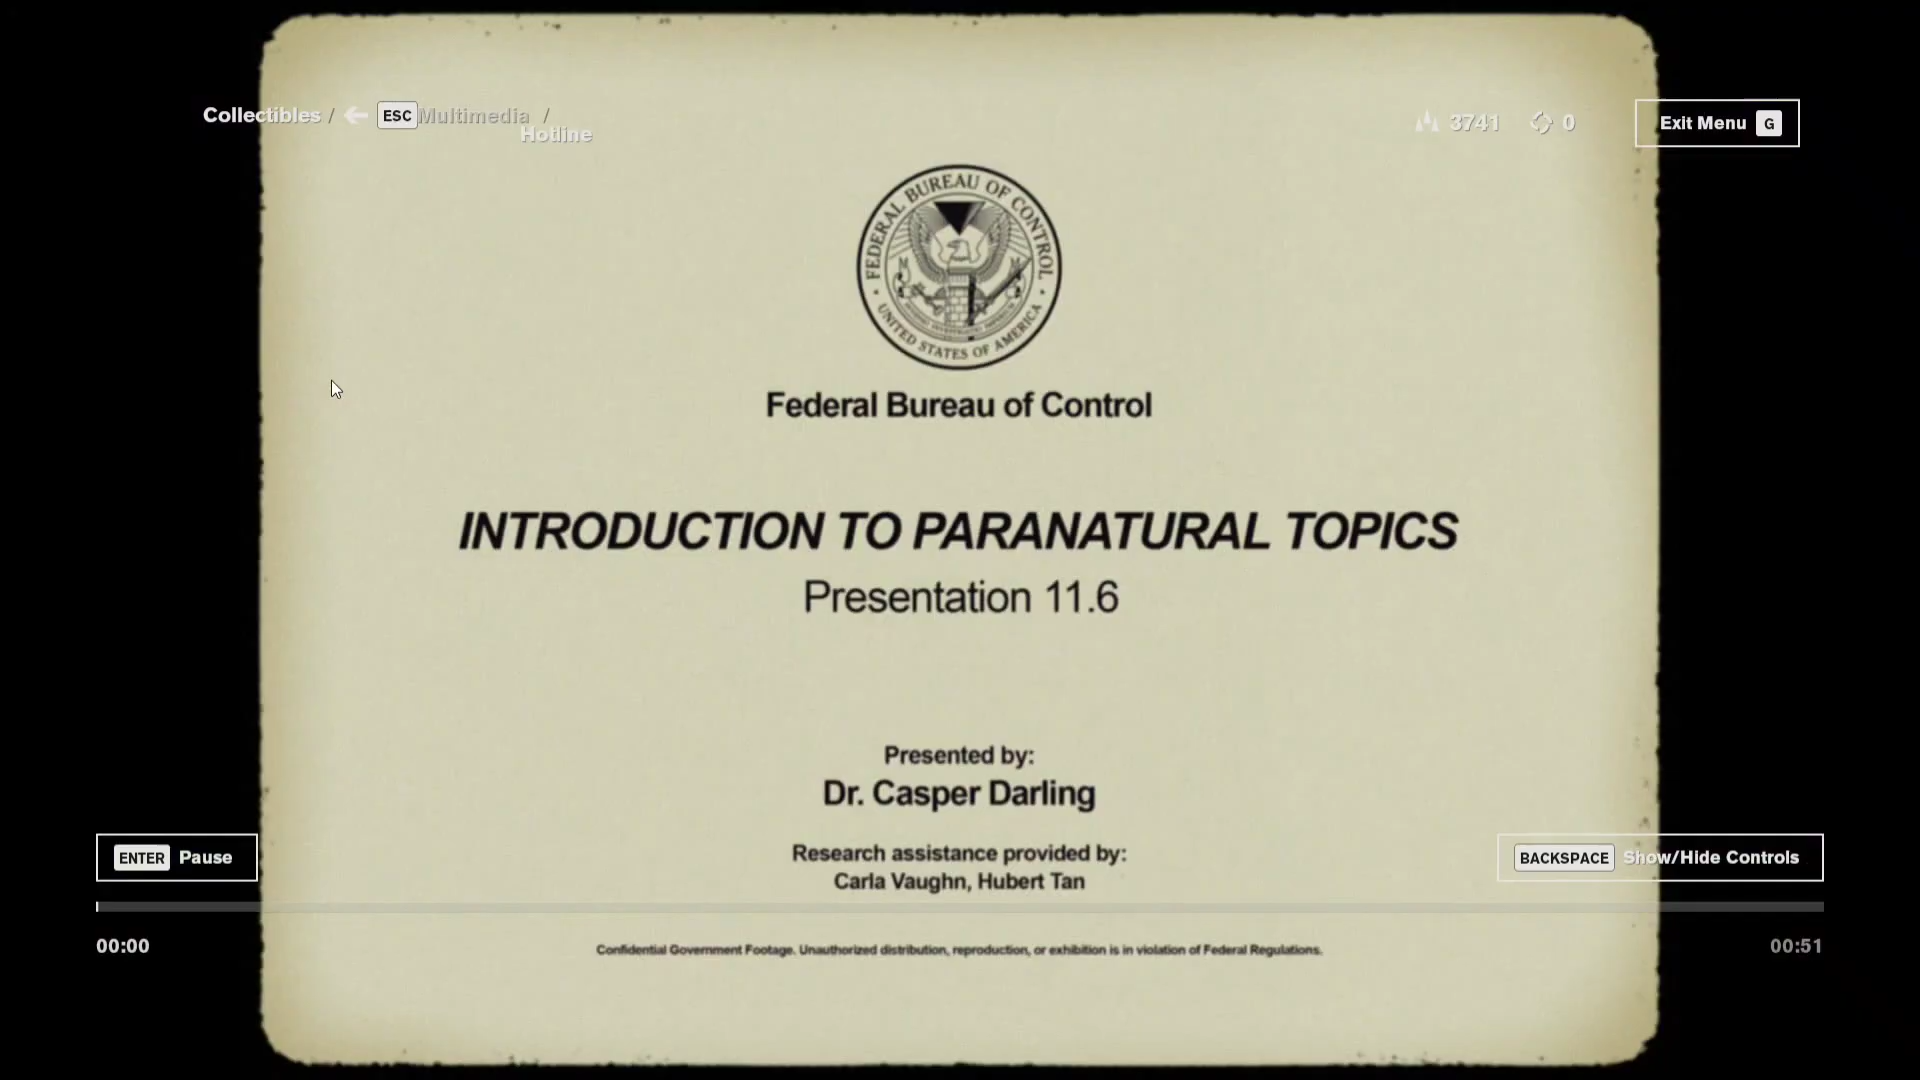 Collectibles / ESC Multimedia /
Hotline
3741 0
Exit Menu G
FEDERAL BUREAU OF CONTROL
UNITED STATES OF AMERICA
Federal Bureau of Control
INTRODUCTION TO PARANATURAL TOPICS
Presentation 11.6
Presented by:
Dr. Casper Darling
Research assistance provided by:
Carla Vaughn, Hubert Tan
ENTER Pause
BACKSPACE Show/Hide Controls
00:00
00:51
Confidential Government Footage. Unauthorized distribution, reproduction, or exhibition is in violation of Federal Regulations.